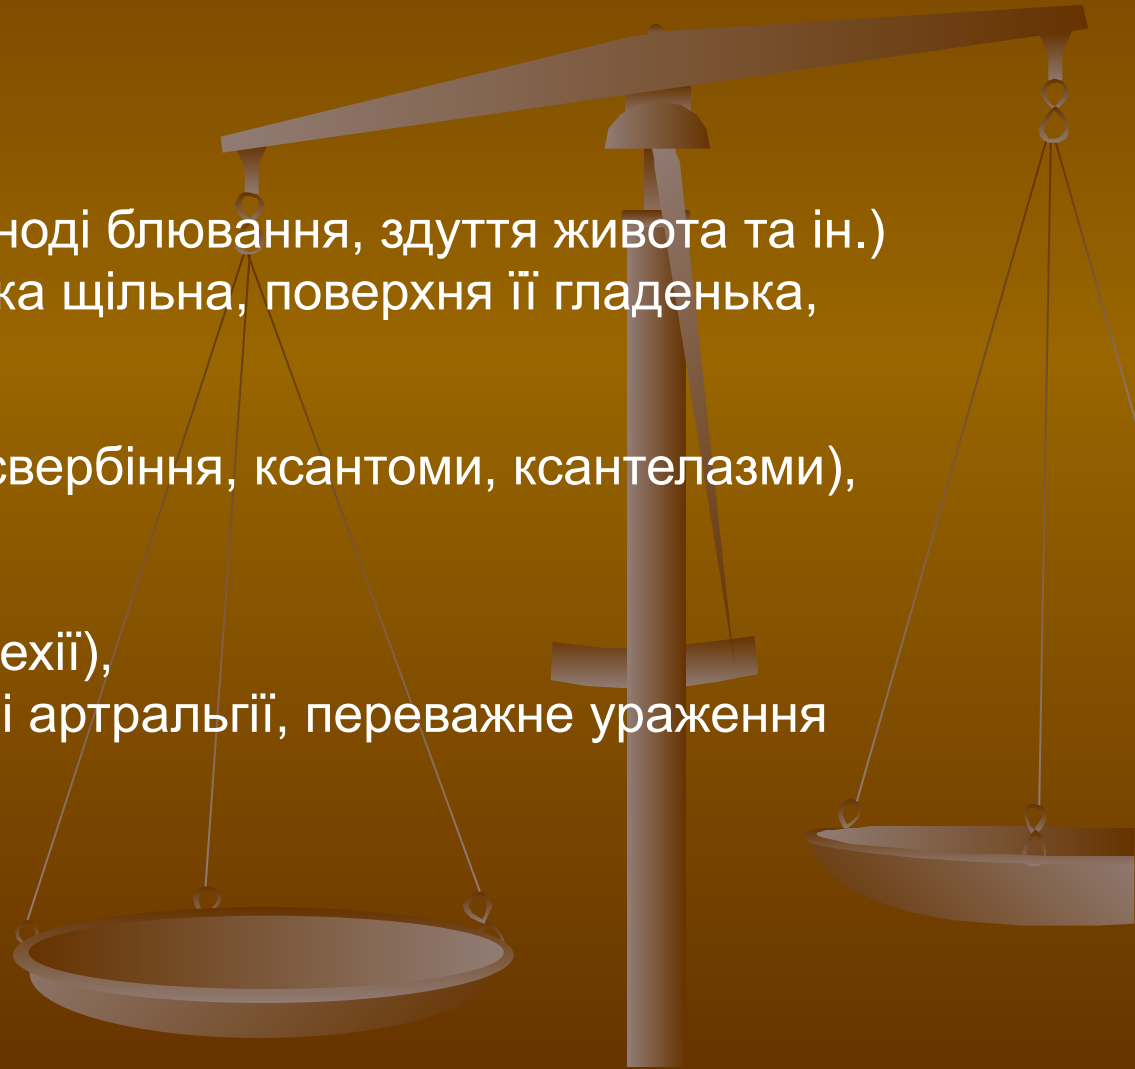 ноді блювання, здуття живота та ін.)
ка щільна, поверхня її гладенька,
свербіння, ксантоми, ксантелазми),
ехії),
і артральгії, переважне ураження